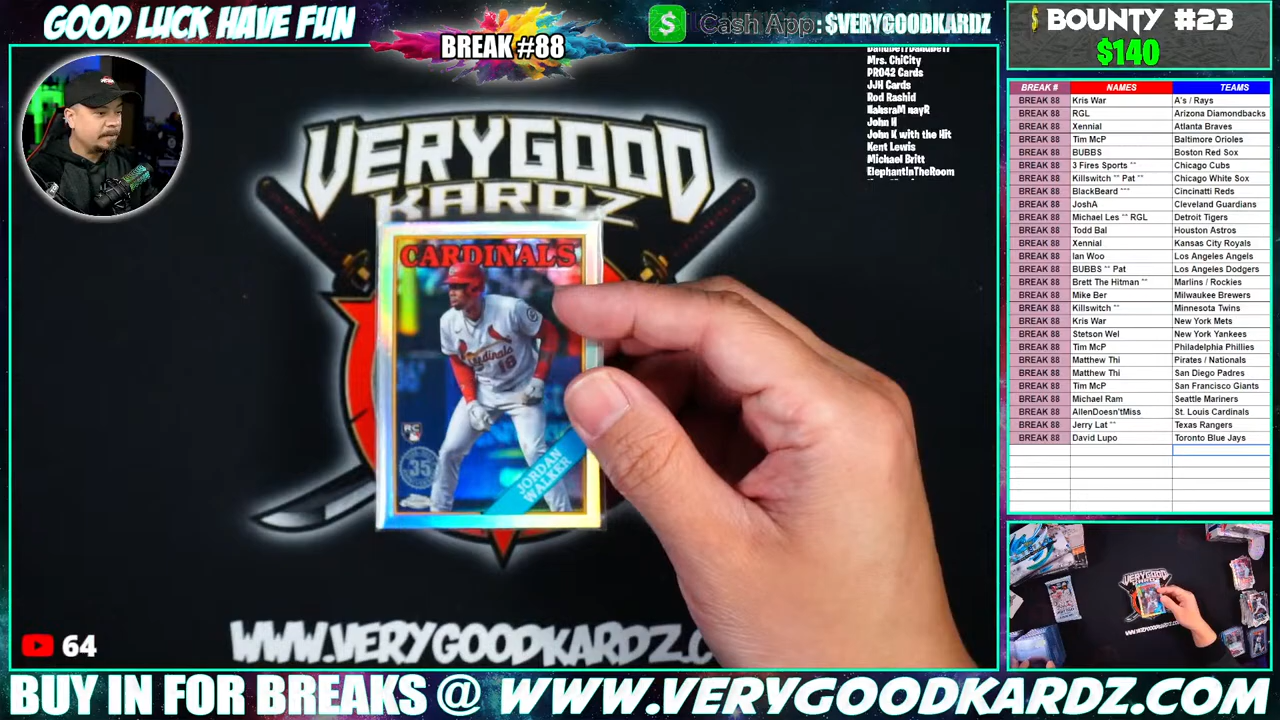 GOOD LUCK HAVE FUN
BREAK #88
Cash App: $VERYGOODKARDZ
$ BOUNTY #23
$140
Mrs. ChiCity
PRO42 Cards
JJH Cards
Rod Rashid
HahsraM nayR
John H
John K with the Hit
Kent Lewis
Michael Britt
ElephantInTheRoom
BREAK # NAMES TEAMS
BREAK 88 Kris War A's / Rays
BREAK 88 RGL Arizona Diamondbacks
BREAK 88 Xennial Atlanta Braves
BREAK 88 Tim McP Baltimore Orioles
BREAK 88 BUBBS Boston Red Sox
BREAK 88 3 Fires Sports ** Chicago Cubs
BREAK 88 Killswitch ** Pat ** Chicago White Sox
BREAK 88 BlackBeard *** Cincinatti Reds
BREAK 88 JoshA Cleveland Guardians
BREAK 88 Michael Les ** RGL Detroit Tigers
BREAK 88 Todd Bal Houston Astros
BREAK 88 Xennial Kansas City Royals
BREAK 88 Ian Woo Los Angeles Angels
BREAK 88 BUBBS ** Pat Los Angeles Dodgers
BREAK 88 Brett The Hitman ** Marlins / Rockies
BREAK 88 Mike Ber Milwaukee Brewers
BREAK 88 Killswitch ** Minnesota Twins
BREAK 88 Kris War New York Mets
BREAK 88 Stetson Wel New York Yankees
BREAK 88 Tim McP Philadelphia Phillies
BREAK 88 Matthew Thi Pirates / Nationals
BREAK 88 Matthew Thi San Diego Padres
BREAK 88 Tim McP San Francisco Giants
BREAK 88 Michael Ram Seattle Mariners
BREAK 88 AllenDoesn'tMiss St. Louis Cardinals
BREAK 88 Jerry Lat ** Texas Rangers
BREAK 88 David Lupo Toronto Blue Jays
VERYGOOD
KARDZ
CARDINALS
Cardinals
18
RC
35
JORDAN
WALKER
WWW.VERYGOODKARDZ.C
64
BUY IN FOR BREAKS @ WWW.VERYGOODKARDZ.COM